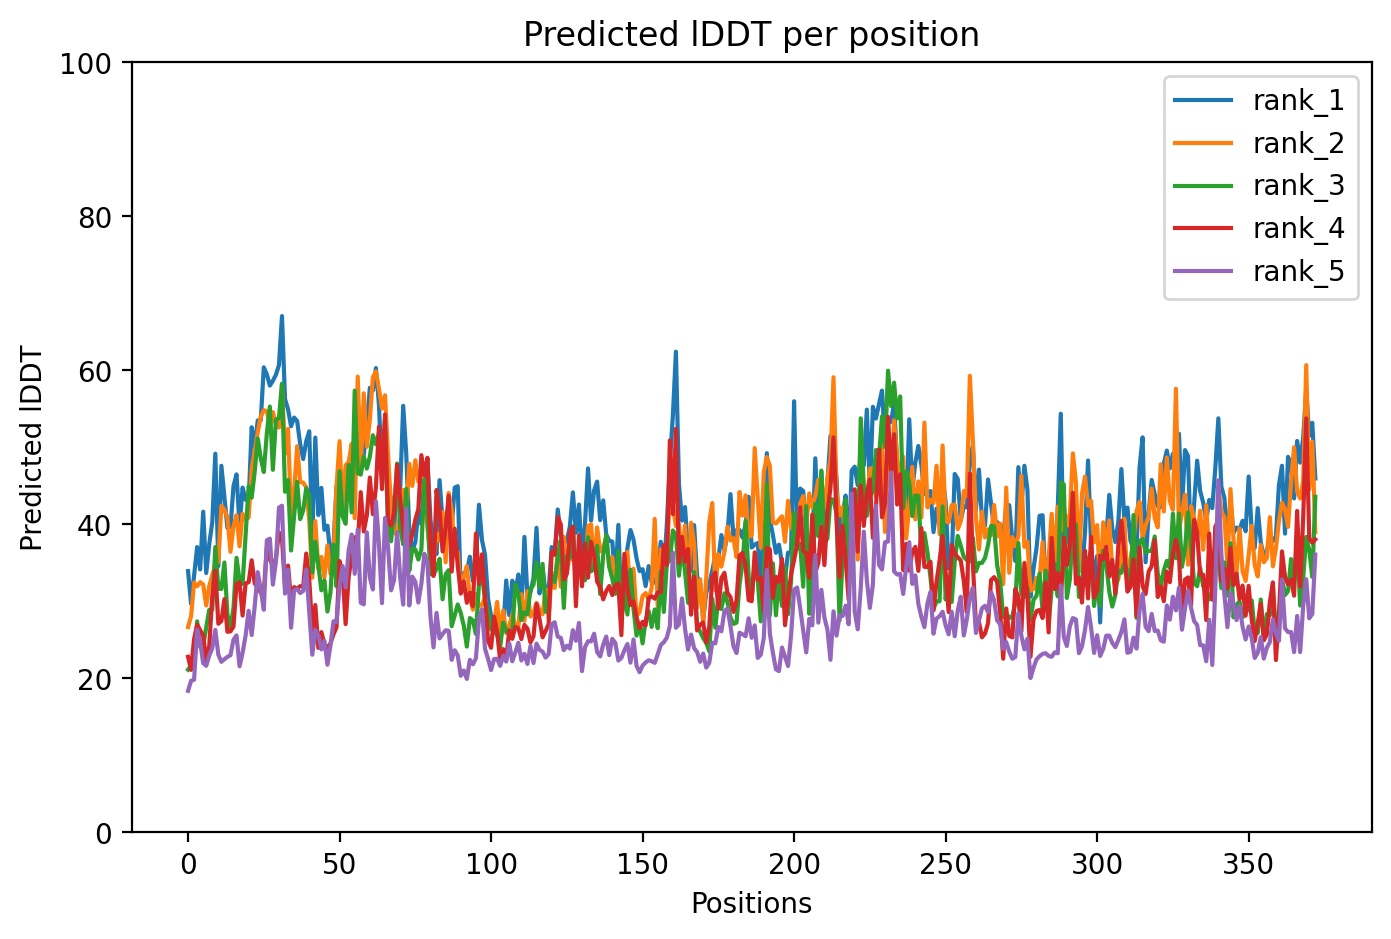 Predicted lDDT per position
100
80
60
40
20
0
Predicted lDDT
rank_1
rank_2
rank_3
rank_4
rank_5
0 50 100 150 200 250 300 350
Positions